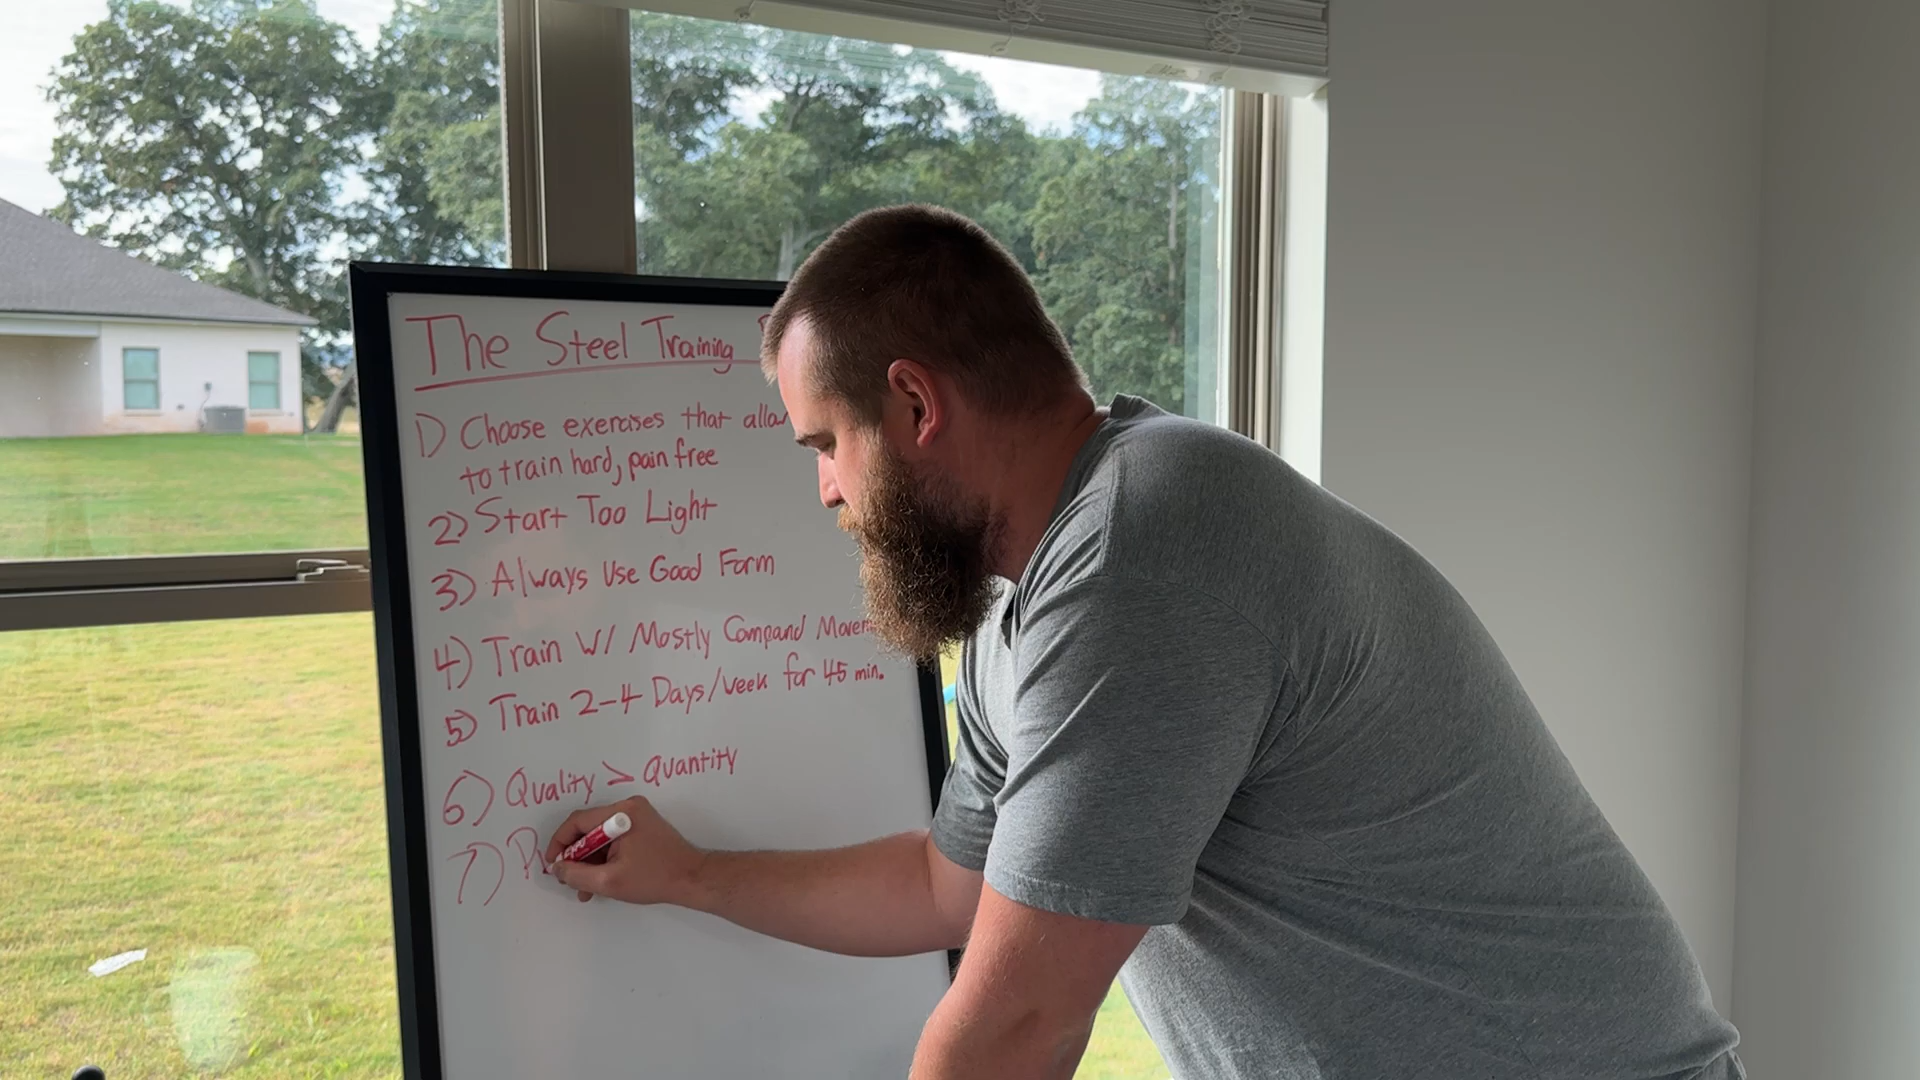 The Steel Training
1) Choose exercises that allow
to train hard, pain free
2) Start Too Light
3) Always Use Good Form
4) Train W/ Mostly Compound
5) Train 2-4 Days/Week for 45 min.
6) Quality > Quantity
7)
EXPO